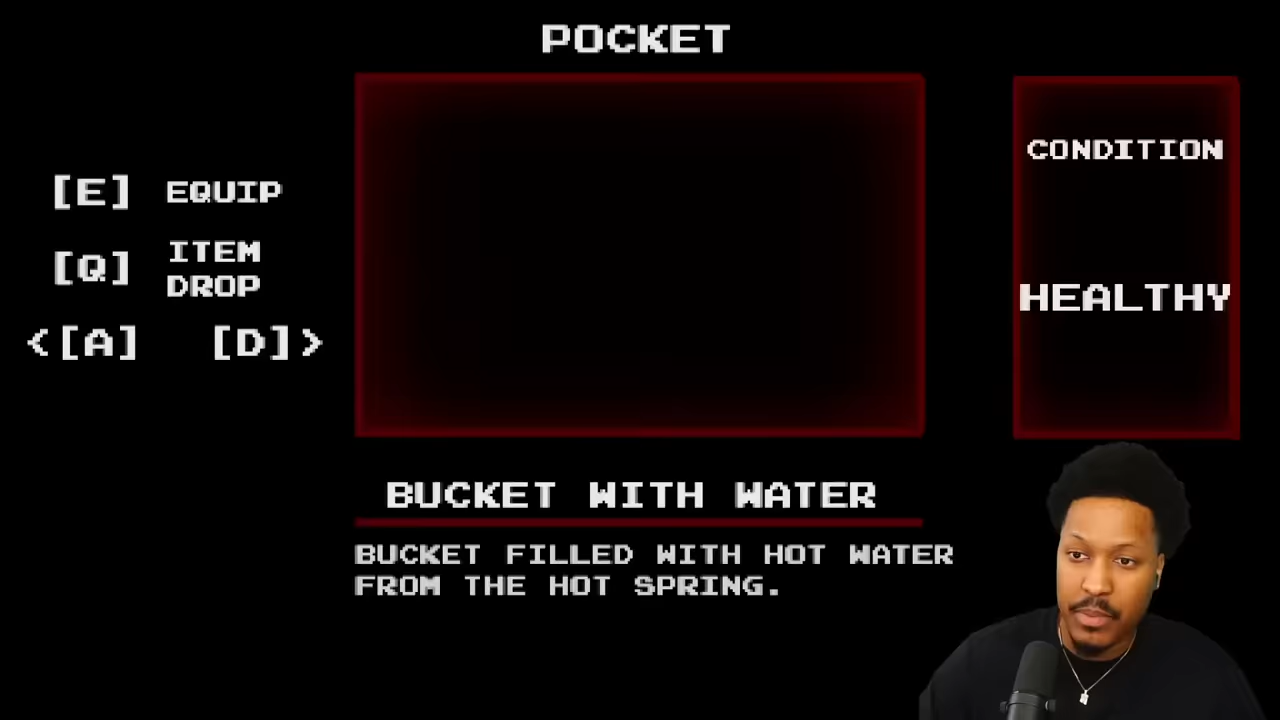 POCKET
[E] EQUIP
[Q] ITEM
DROP
<[A] [D]>
CONDITION
HEALTHY
BUCKET WITH WATER
BUCKET FILLED WITH HOT WATER
FROM THE HOT SPRING.